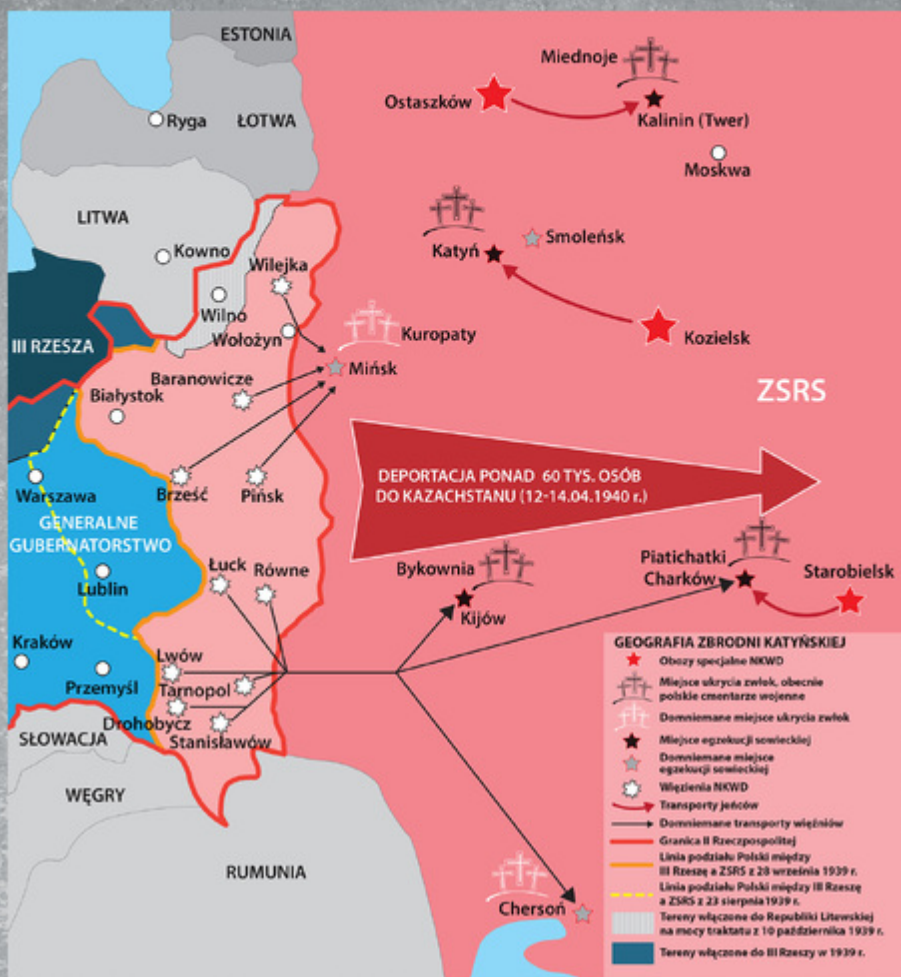 ESTONIA
Miednoje
Ostaszków
Kalinin (Twer)
Ryga
ŁOTWA
Moskwa
LITWA
Smoleńsk
Katyń
Kowno
Wilejka
Wilno
Kuropaty
Wołożyn
Kozielsk
III RZESZA
Mińsk
Baranowicze
ZSRS
Białystok
DEPORTACJA PONAD 60 TYS. OSÓB
DO KAZACHSTANU (12-14.04.1940 r.)
Warszawa
Brześć
Pińsk
GENERALNE
GUBERNATORSTWO
Łuck
Równe
Bykownia
Piatichatki
Charków
Starobielsk
Lublin
Kijów
Kraków
Lwów
Przemyśl
Tarnopol
Drohobycz
Stanisławów
SŁOWACJA
WĘGRY
RUMUNIA
Chersoń
GEOGRAFIA ZBRODNI KATYŃSKIEJ
Obozy specjalne NKWD
Miejsce ukrycia zwłok, obecnie
polskie cmentarze wojenne
Domniemane miejsce ukrycia zwłok
Miejsce egzekucji sowieckiej
Domniemane miejsce
egzekucji sowieckiej
Więzienia NKWD
Transporty jeńców
Domniemane transporty więźniów
Granica II Rzeczpospolitej
Linia podziału Polski między
III Rzeszę a ZSRS z 28 września 1939 r.
Linia podziału Polski między III Rzeszę
a ZSRS z 23 sierpnia 1939 r.
Tereny włączone do Republiki Litewskiej
na mocy traktatu z 10 października 1939 r.
Tereny włączone do III Rzeszy w 1939 r.